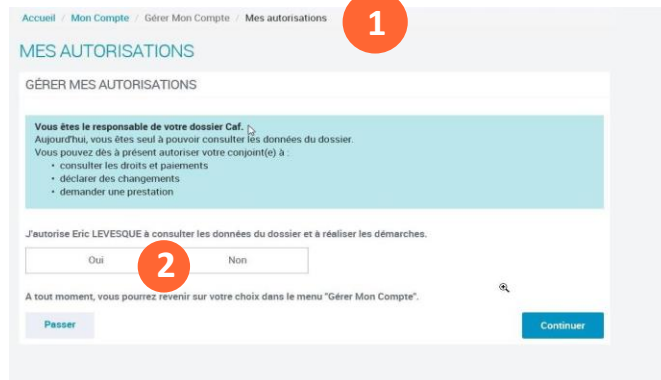 Accueil / Mon Compte / Gérer Mon Compte / Mes autorisations
1
MES AUTORISATIONS
GÉRER MES AUTORISATIONS
Vous êtes le responsable de votre dossier Caf.
Aujourd'hui, vous êtes seul à pouvoir consulter les données du dossier.
Vous pouvez dès à présent autoriser votre conjoint(e) à :
• consulter les droits et paiements
• déclarer des changements
• demander une prestation
J'autorise Eric LEVESQUE à consulter les données du dossier et à réaliser les démarches.
Oui 2 Non
A tout moment, vous pourrez revenir sur votre choix dans le menu "Gérer Mon Compte".
Passer Continuer